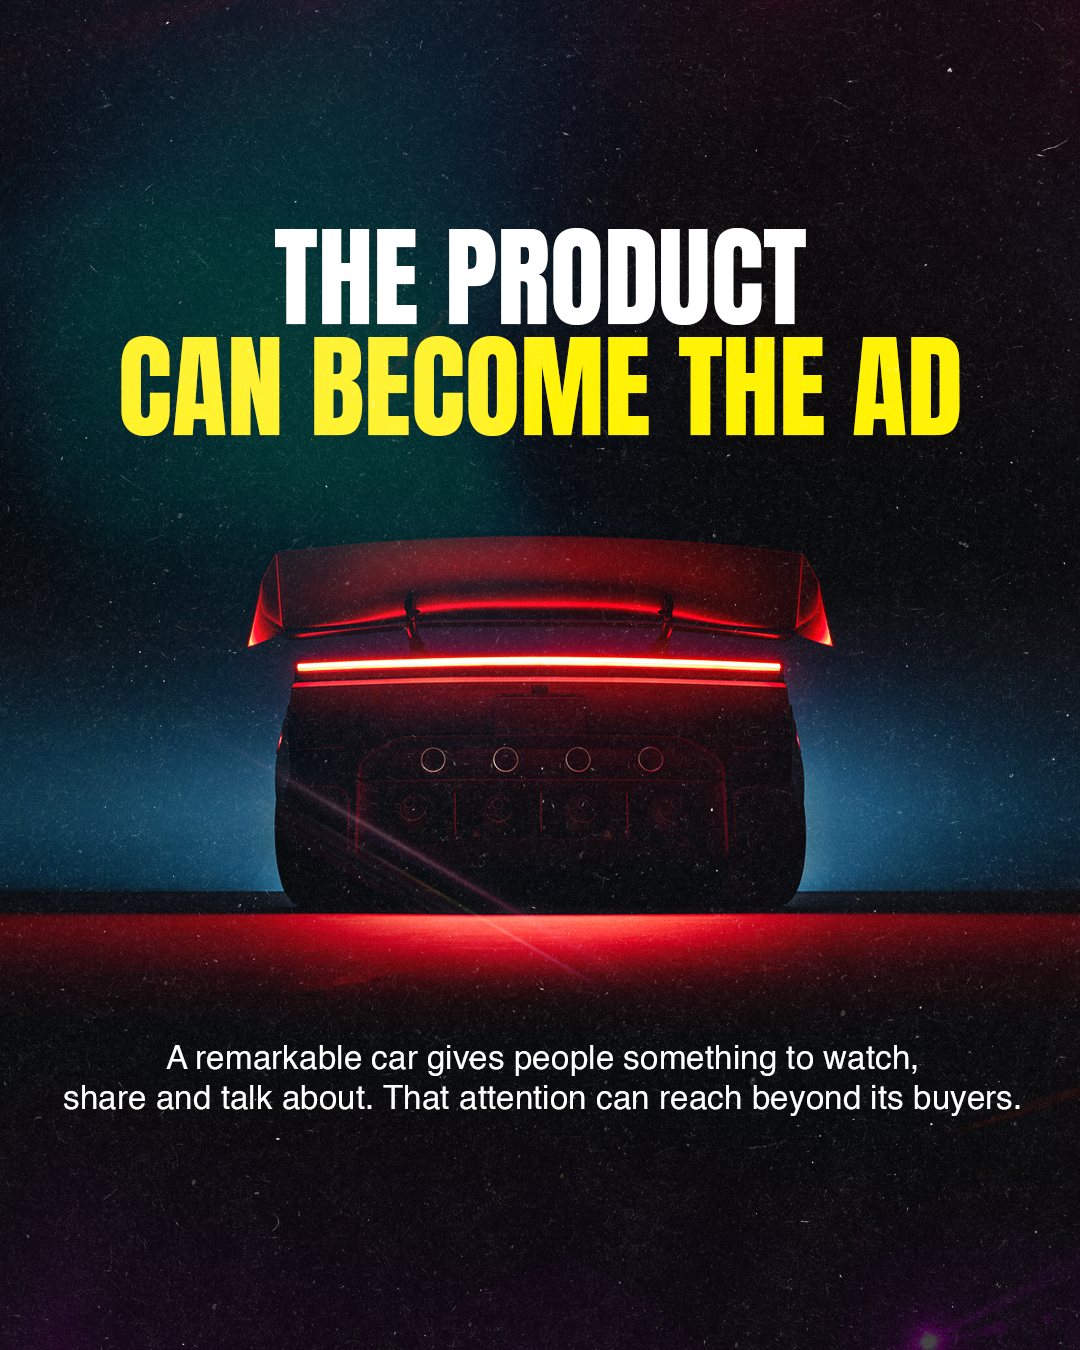 THE PRODUCT
CAN BECOME THE AD
A remarkable car gives people something to watch,
share and talk about. That attention can reach beyond its buyers.